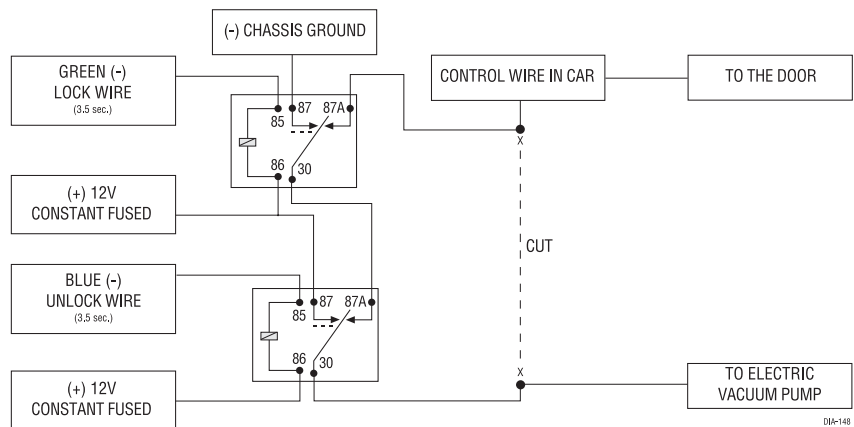 (-) CHASSIS GROUND
GREEN (-)
LOCK WIRE
(3.5 sec.)
CONTROL WIRE IN CAR
TO THE DOOR
87
87A
85
86
30
(+) 12V
CONSTANT FUSED
X
CUT
BLUE (-)
UNLOCK WIRE
(3.5 sec.)
87
87A
85
86
30
X
(+) 12V
CONSTANT FUSED
TO ELECTRIC
VACUUM PUMP
DIA-148